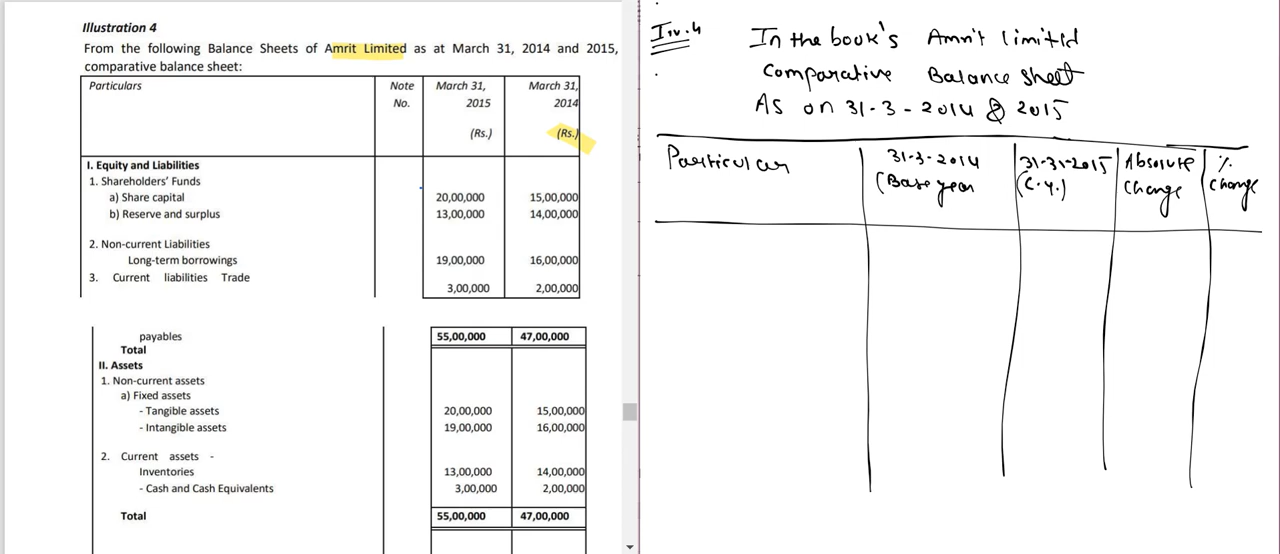 Illustration 4
From the following Balance Sheets of Amrit Limited as at March 31, 2014 and 2015,
comparative balance sheet:
Particulars Note No. March 31, 2015 (Rs.) March 31, 2014 (Rs.)
I. Equity and Liabilities
1. Shareholders' Funds
a) Share capital 20,00,000 15,00,000
b) Reserve and surplus 13,00,000 14,00,000
2. Non-current Liabilities
Long-term borrowings 19,00,000 16,00,000
3. Current liabilities Trade
3,00,000 2,00,000
payables 55,00,000 47,00,000
Total
II. Assets
1. Non-current assets
a) Fixed assets
- Tangible assets 20,00,000 15,00,000
- Intangible assets 19,00,000 16,00,000
2. Current assets -
Inventories 13,00,000 14,00,000
- Cash and Cash Equivalents 3,00,000 2,00,000
Total 55,00,000 47,00,000
In the book's Amrit limited
Comparative Balance sheet
As on 31-3-2014 & 2015
Particular 31-3-2014 (Base year 31-31-2015 (C.Y.) Absolute change % change